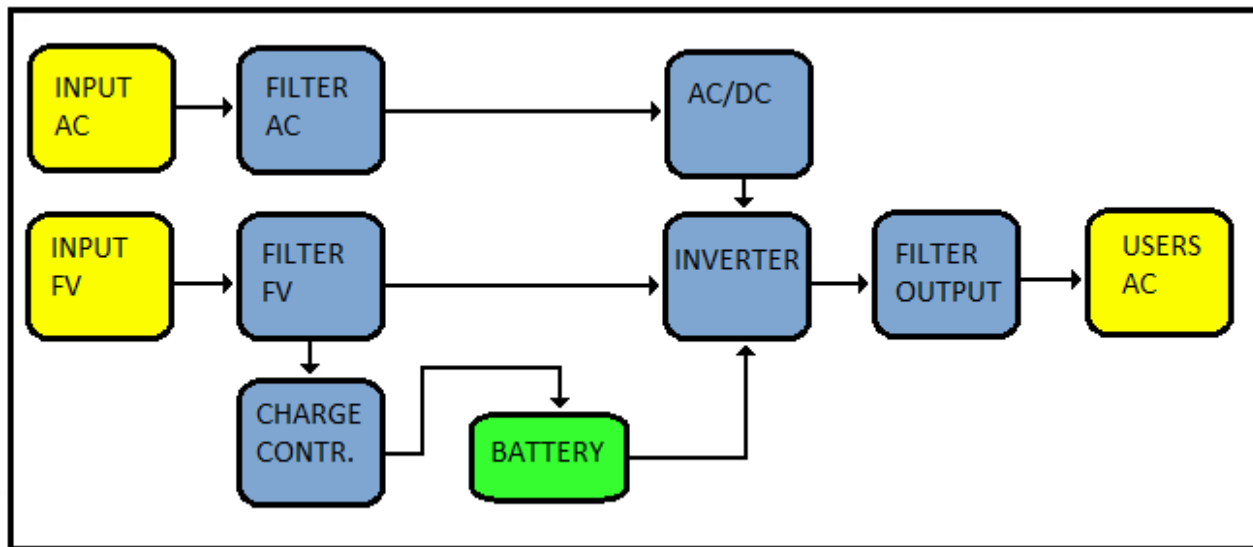 INPUT
AC
FILTER
AC
AC/DC
INPUT
FV
FILTER
FV
INVERTER
FILTER
OUTPUT
USERS
AC
CHARGE
CONTR.
BATTERY